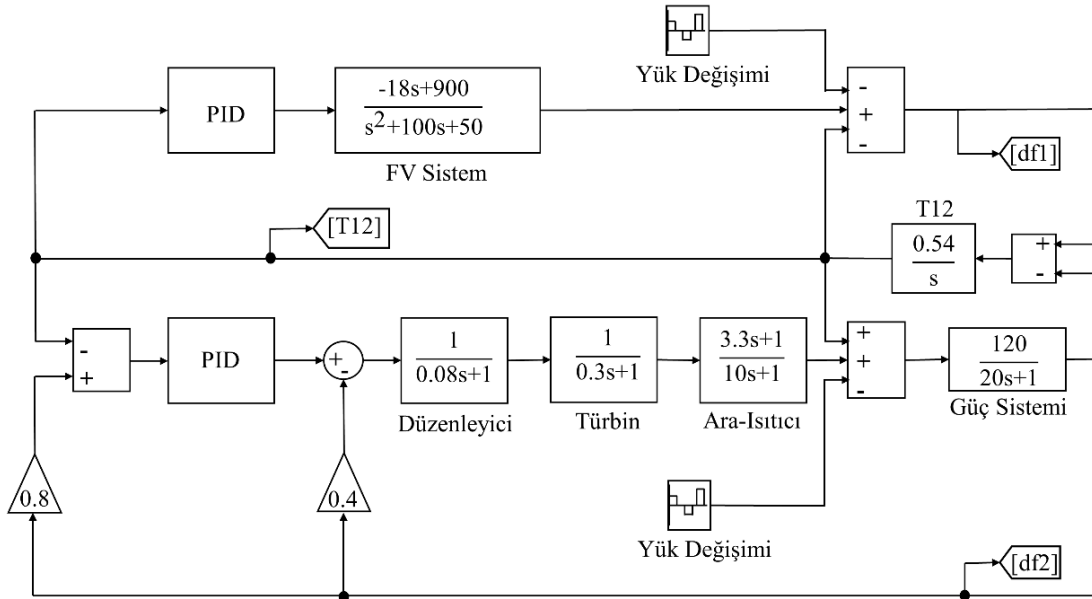 Yük Değişimi
PID
-18s+900
s²+100s+50
FV Sistem
-
+
-
[df1]
[T12]
T12
0.54
s
+
-
-
+
PID
+
-
1
0.08s+1
Düzenleyici
1
0.3s+1
Türbin
3.3s+1
10s+1
Ara-Isıtıcı
+
+
-
120
20s+1
Güç Sistemi
0.8
0.4
Yük Değişimi
[df2]